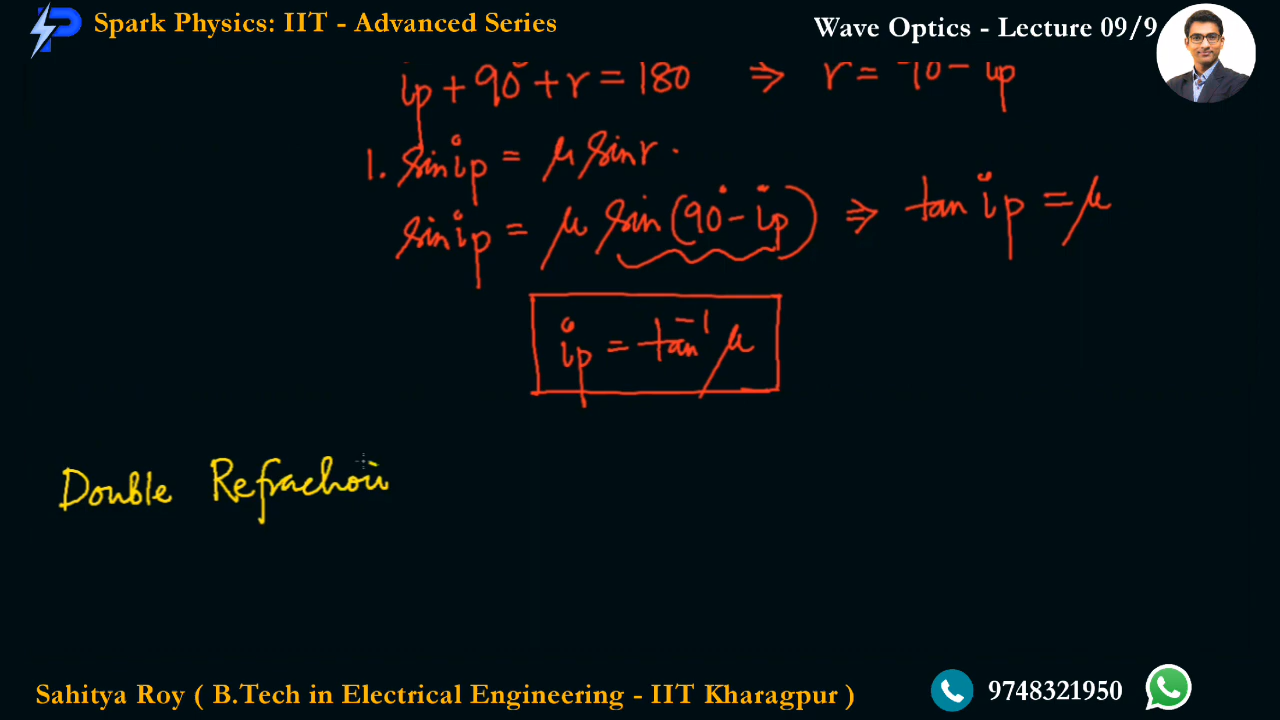 Spark Physics: IIT - Advanced Series
Wave Optics - Lecture 09/9
ip + 90° + r = 180 ⇒ r = 90 - ip
1. sin ip = μ sin r.
sin ip = μ sin (90° - ip) ⇒ tan ip = μ
ip = tan⁻¹ μ
Double Refraction
Sahitya Roy ( B.Tech in Electrical Engineering - IIT Kharagpur )
9748321950